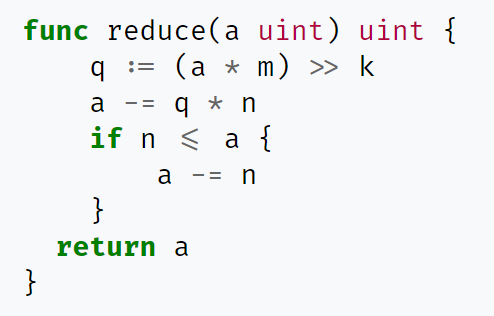 func reduce(a uint) uint {
    q := (a * m) >> k
    a -= q * n
    if n <= a {
        a -= n
    }
  return a
}